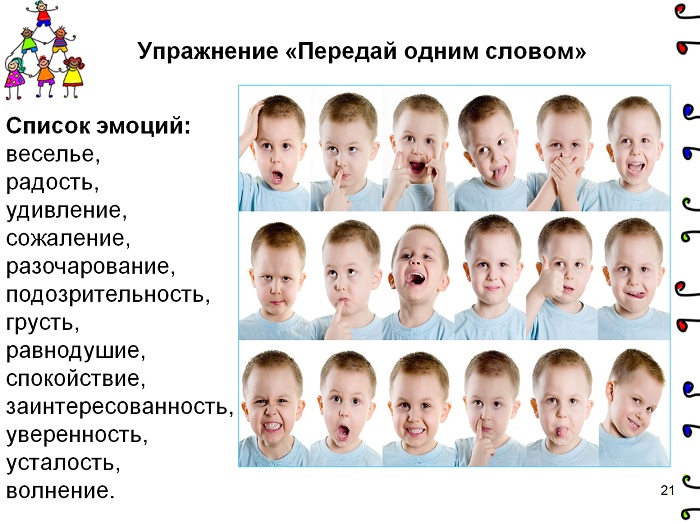 Упражнение «Передай одним словом»
Список эмоций:
веселье,
радость,
удивление,
сожаление,
разочарование,
подозрительность,
грусть,
равнодушие,
спокойствие,
заинтересованность,
уверенность,
усталость,
волнение.
21